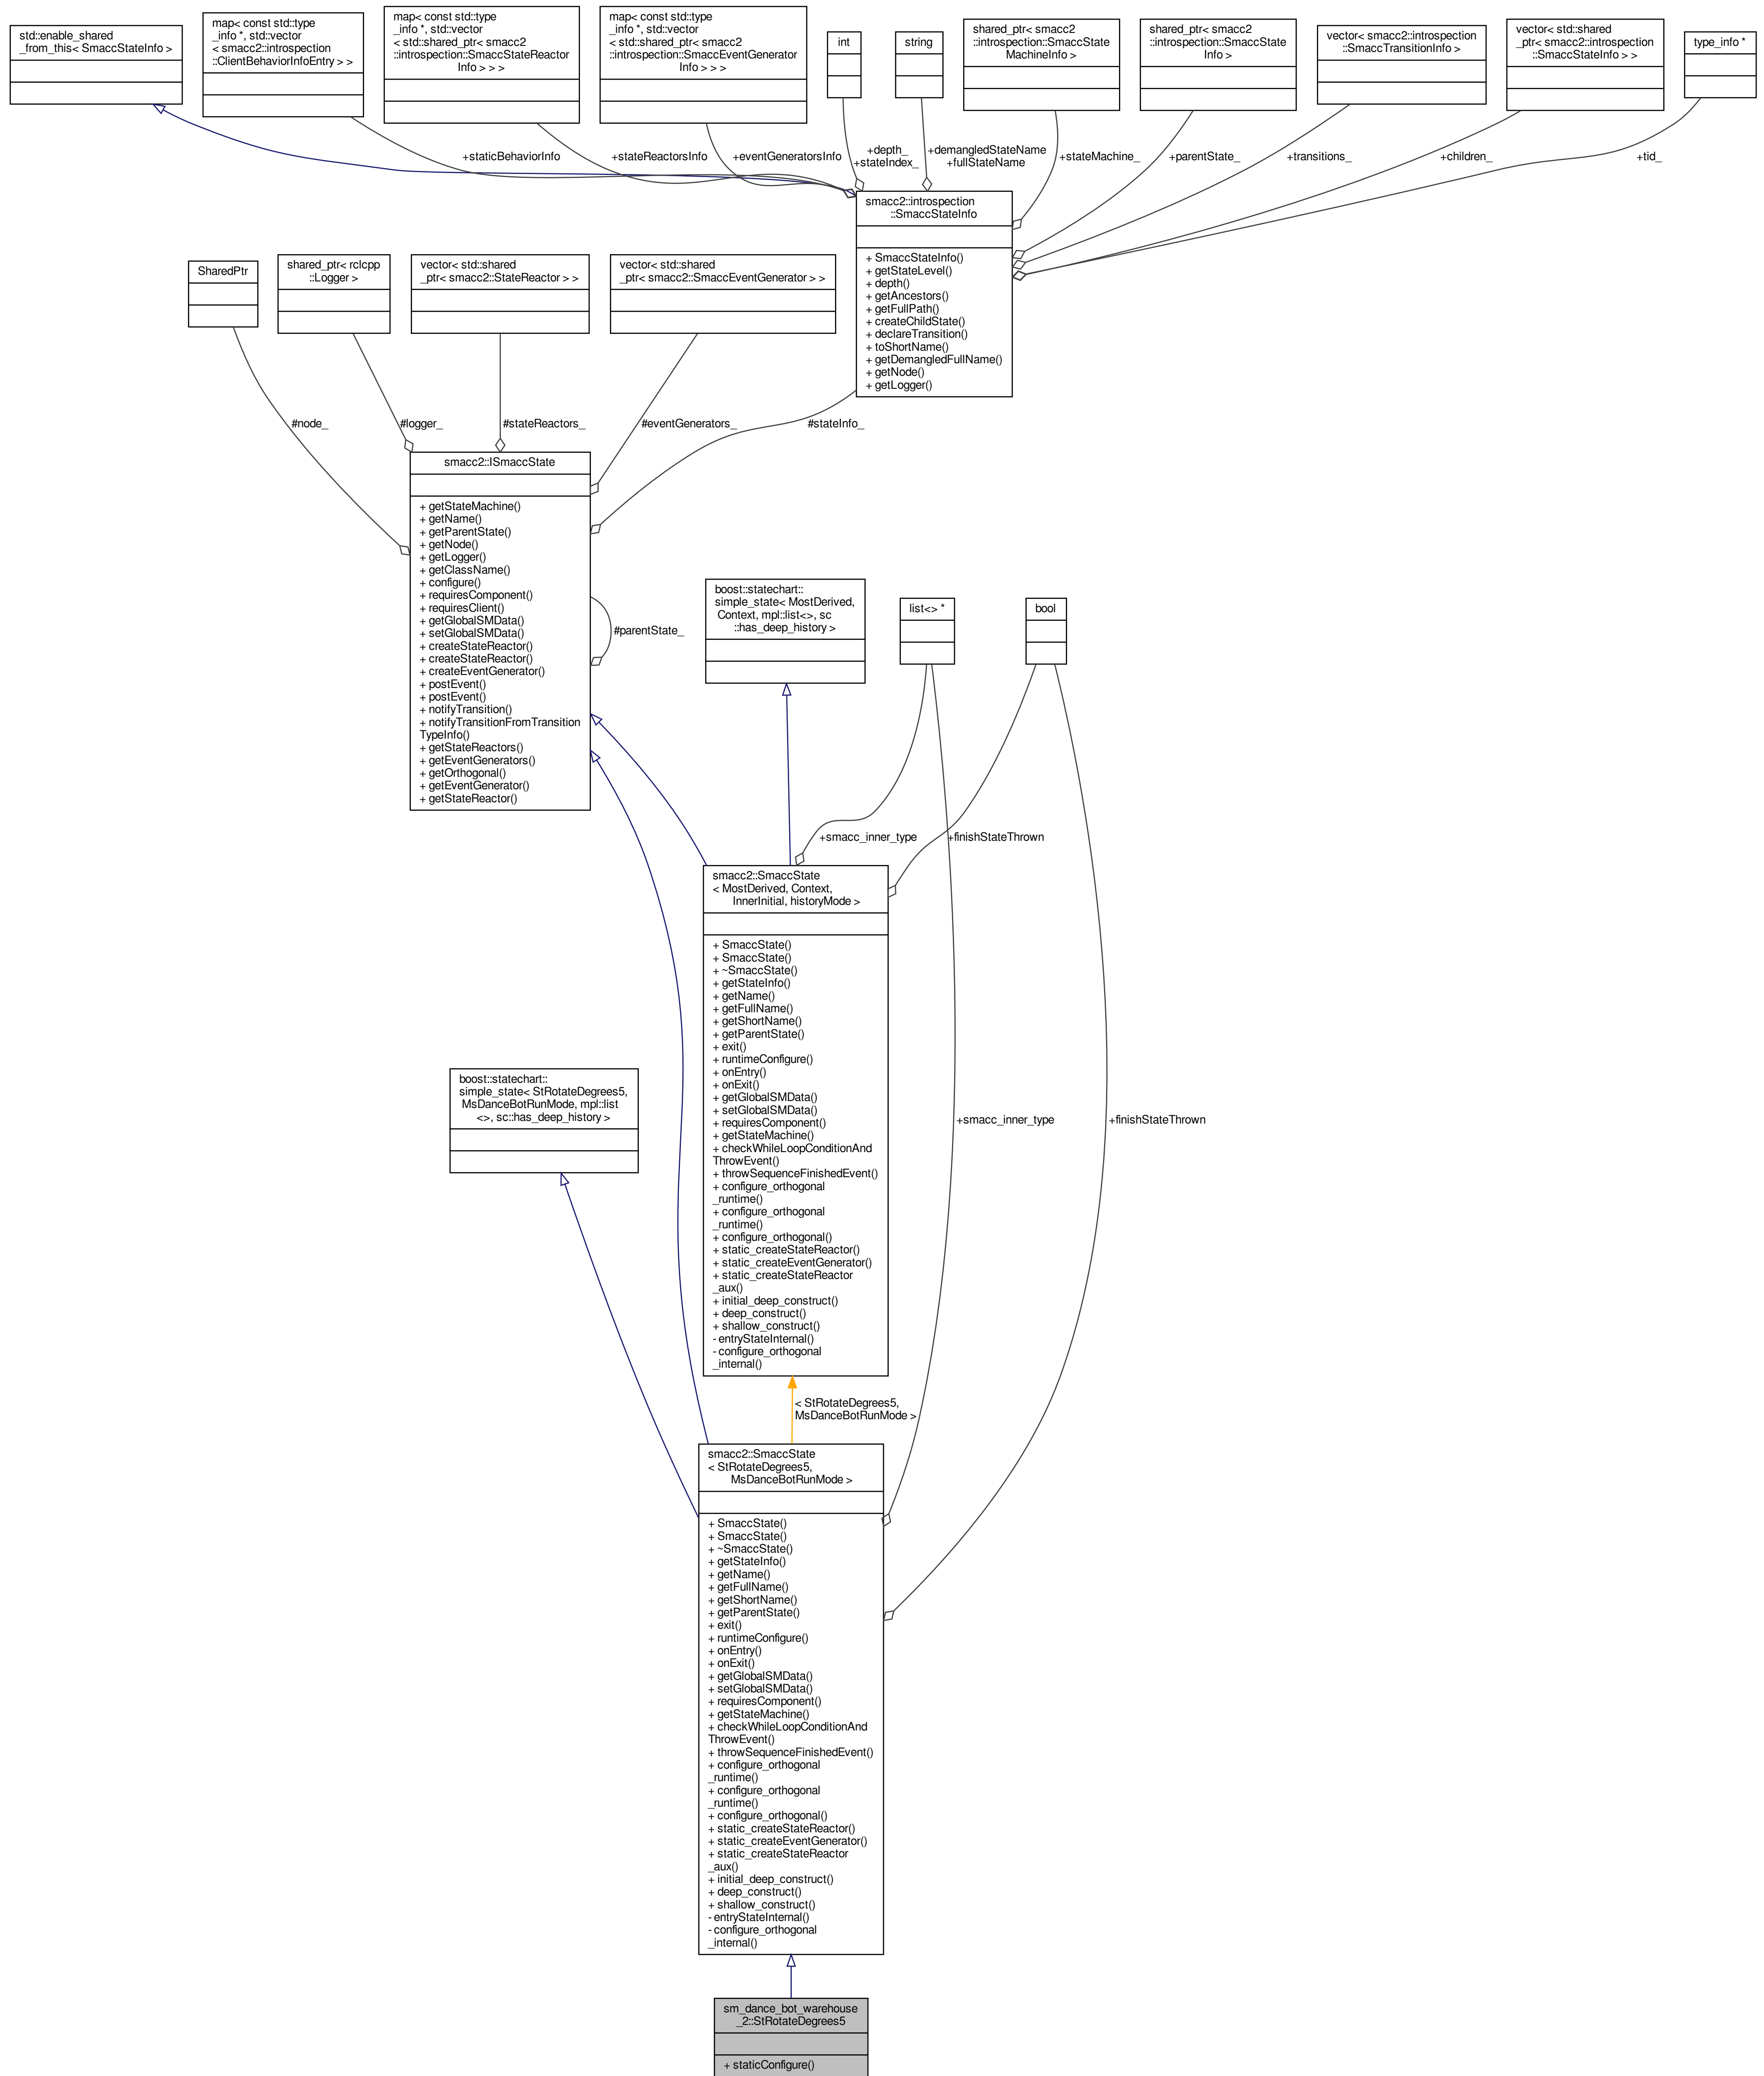 std::enable_shared
_from_this< SmaccStateInfo >
map< const std::type
_info *, std::vector
< smacc2::introspection
::ClientBehaviorInfoEntry > >
map< const std::type
_info *, std::vector
< std::shared_ptr< smacc2
::introspection::SmaccStateReactor
Info > > >
map< const std::type
_info *, std::vector
< std::shared_ptr< smacc2
::introspection::SmaccEventGenerator
Info > > >
int
string
shared_ptr< smacc2
::introspection::SmaccState
MachineInfo >
shared_ptr< smacc2
::introspection::SmaccState
Info >
vector< smacc2::introspection
::SmaccTransitionInfo >
vector< std::shared
_ptr< smacc2::introspection
::SmaccStateInfo > >
type_info *
+staticBehaviorInfo
+stateReactorsInfo
+eventGeneratorsInfo
+depth_
+stateIndex_
+demangledStateName
+fullStateName
+stateMachine_
+parentState_
+transitions_
+children_
+tid_
smacc2::introspection
::SmaccStateInfo
+ SmaccStateInfo()
+ getStateLevel()
+ depth()
+ getAncestors()
+ getFullPath()
+ createChildState()
+ declareTransition()
+ toShortName()
+ getDemangledFullName()
+ getNode()
+ getLogger()
SharedPtr
shared_ptr< rclcpp
::Logger >
vector< std::shared
_ptr< smacc2::StateReactor > >
vector< std::shared
_ptr< smacc2::SmaccEventGenerator > >
#node_
#logger_
#stateReactors_
#eventGenerators_
#stateInfo_
smacc2::ISmaccState
+ getStateMachine()
+ getName()
+ getParentState()
+ getNode()
+ getLogger()
+ getClassName()
+ configure()
+ requiresComponent()
+ requiresClient()
+ getGlobalSMData()
+ setGlobalSMData()
+ createStateReactor()
+ createStateReactor()
+ createEventGenerator()
+ postEvent()
+ postEvent()
+ notifyTransition()
+ notifyTransitionFromTransition
TypeInfo()
+ getStateReactors()
+ getEventGenerators()
+ getOrthogonal()
+ getEventGenerator()
+ getStateReactor()
#parentState_
boost::statechart::
simple_state< MostDerived,
Context, mpl::list<>, sc
::has_deep_history >
list<> *
bool
+smacc_inner_type
+finishStateThrown
smacc2::SmaccState
< MostDerived, Context,
InnerInitial, historyMode >
+ SmaccState()
+ SmaccState()
+ ~SmaccState()
+ getStateInfo()
+ getName()
+ getFullName()
+ getShortName()
+ getParentState()
+ exit()
+ runtimeConfigure()
+ onEntry()
+ onExit()
+ getGlobalSMData()
+ setGlobalSMData()
+ requiresComponent()
+ getStateMachine()
+ checkWhileLoopConditionAnd
ThrowEvent()
+ throwSequenceFinishedEvent()
+ configure_orthogonal
_runtime()
+ configure_orthogonal
_runtime()
+ configure_orthogonal()
+ static_createStateReactor()
+ static_createEventGenerator()
+ static_createStateReactor
_aux()
+ initial_deep_construct()
+ deep_construct()
+ shallow_construct()
- entryStateInternal()
- configure_orthogonal
_internal()
boost::statechart::
simple_state< StRotateDegrees5,
MsDanceBotRunMode, mpl::list
<>, sc::has_deep_history >
+smacc_inner_type
+finishStateThrown
< StRotateDegrees5,
MsDanceBotRunMode >
smacc2::SmaccState
< StRotateDegrees5,
MsDanceBotRunMode >
+ SmaccState()
+ SmaccState()
+ ~SmaccState()
+ getStateInfo()
+ getName()
+ getFullName()
+ getShortName()
+ getParentState()
+ exit()
+ runtimeConfigure()
+ onEntry()
+ onExit()
+ getGlobalSMData()
+ setGlobalSMData()
+ requiresComponent()
+ getStateMachine()
+ checkWhileLoopConditionAnd
ThrowEvent()
+ throwSequenceFinishedEvent()
+ configure_orthogonal
_runtime()
+ configure_orthogonal
_runtime()
+ configure_orthogonal()
+ static_createStateReactor()
+ static_createEventGenerator()
+ static_createStateReactor
_aux()
+ initial_deep_construct()
+ deep_construct()
+ shallow_construct()
- entryStateInternal()
- configure_orthogonal
_internal()
sm_dance_bot_warehouse
_2::StRotateDegrees5
+ staticConfigure()